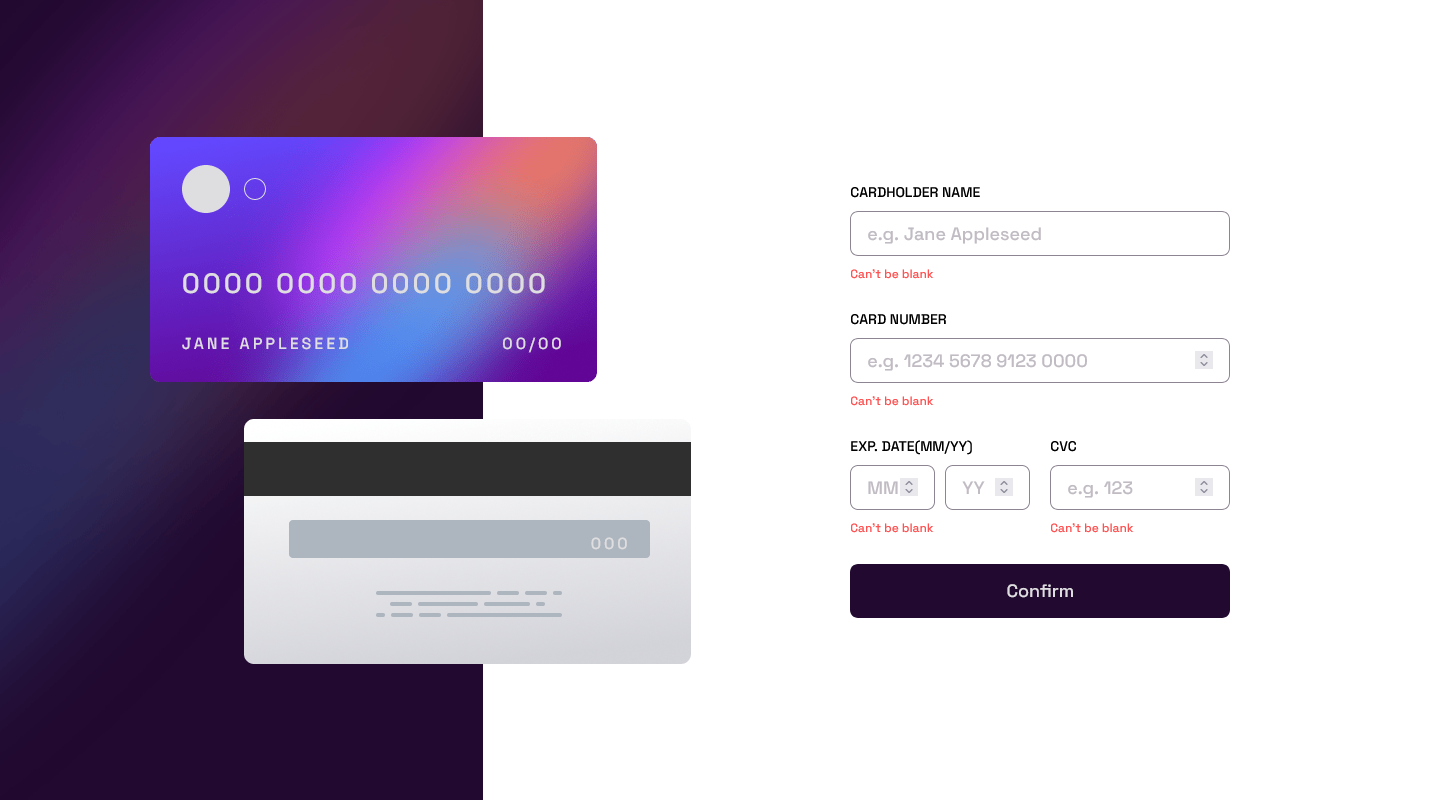 0000 0000 0000 0000
JANE APPLESEED 00/00
000
CARDHOLDER NAME
e.g. Jane Appleseed
Can't be blank
CARD NUMBER
e.g. 1234 5678 9123 0000
Can't be blank
EXP. DATE(MM/YY) CVC
MM YY e.g. 123
Can't be blank Can't be blank
Confirm